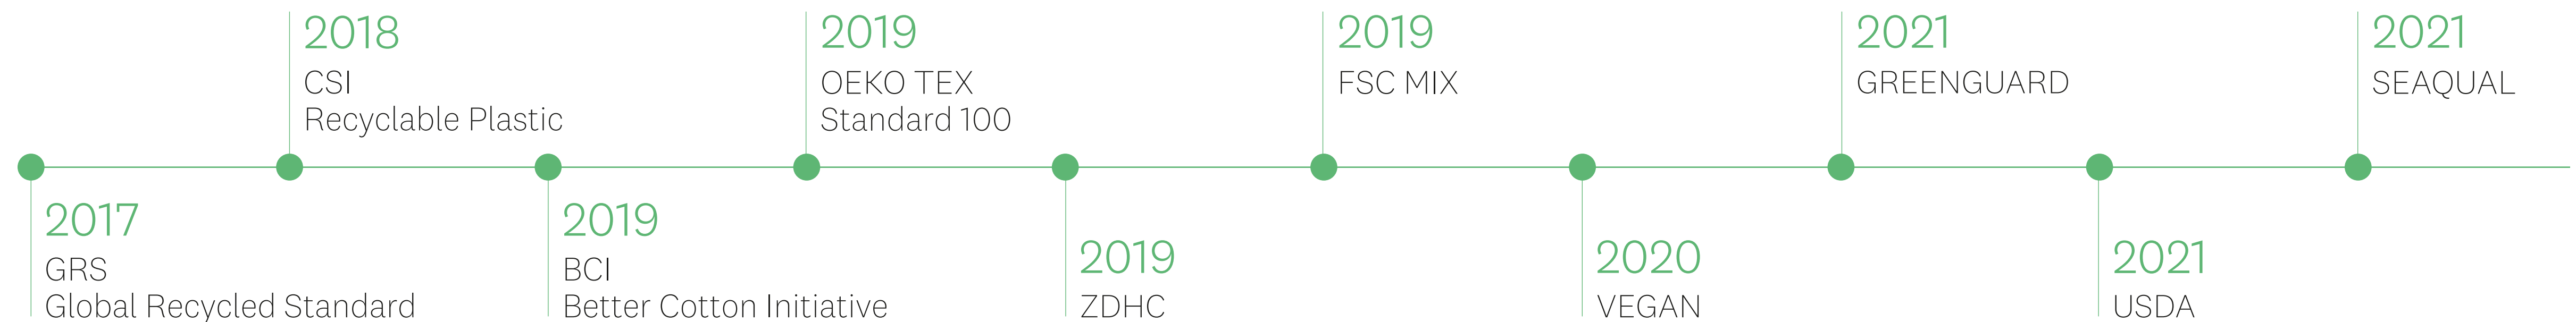 2017
GRS
Global Recycled Standard
2018
CSI
Recyclable Plastic
2019
BCI
Better Cotton Initiative
2019
OEKO TEX
Standard 100
2019
ZDHC
2019
FSC MIX
2020
VEGAN
2021
GREENGUARD
2021
USDA
2021
SEAQUAL